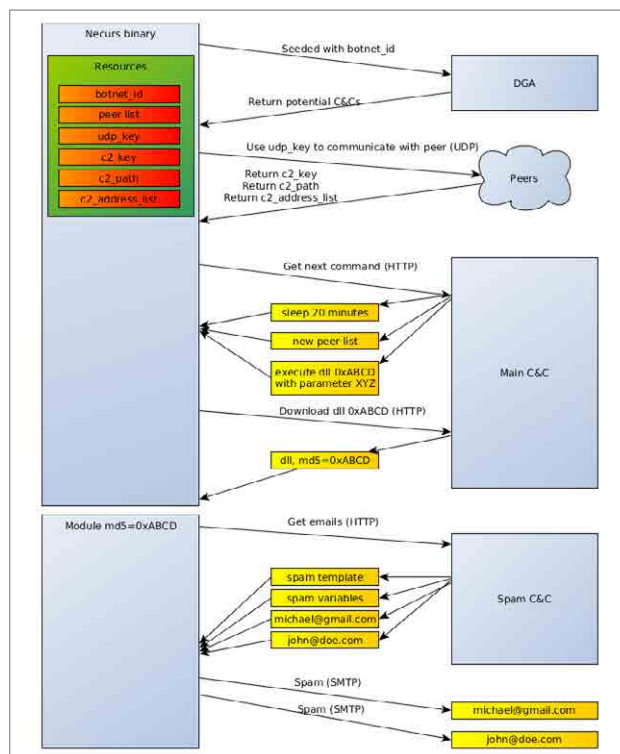 Necurs binary
Resources
botnet_id
peer list
udp_key
c2_key
c2_path
c2_address_list
Seeded with botnet_id
DGA
Return potential C&Cs
Use udp_key to communicate with peer (UDP)
Return c2_key
Return c2_path
Return c2_address_list
Peers
Get next command (HTTP)
sleep 20 minutes
new peer list
execute dll 0xABCD
with parameter XYZ
Main C&C
Download dll 0xABCD (HTTP)
dll, md5=0xABCD
Module md5=0xABCD
Get emails (HTTP)
spam template
spam variables
michael@gmail.com
john@doe.com
Spam C&C
Spam (SMTP)
Spam (SMTP)
michael@gmail.com
john@doe.com